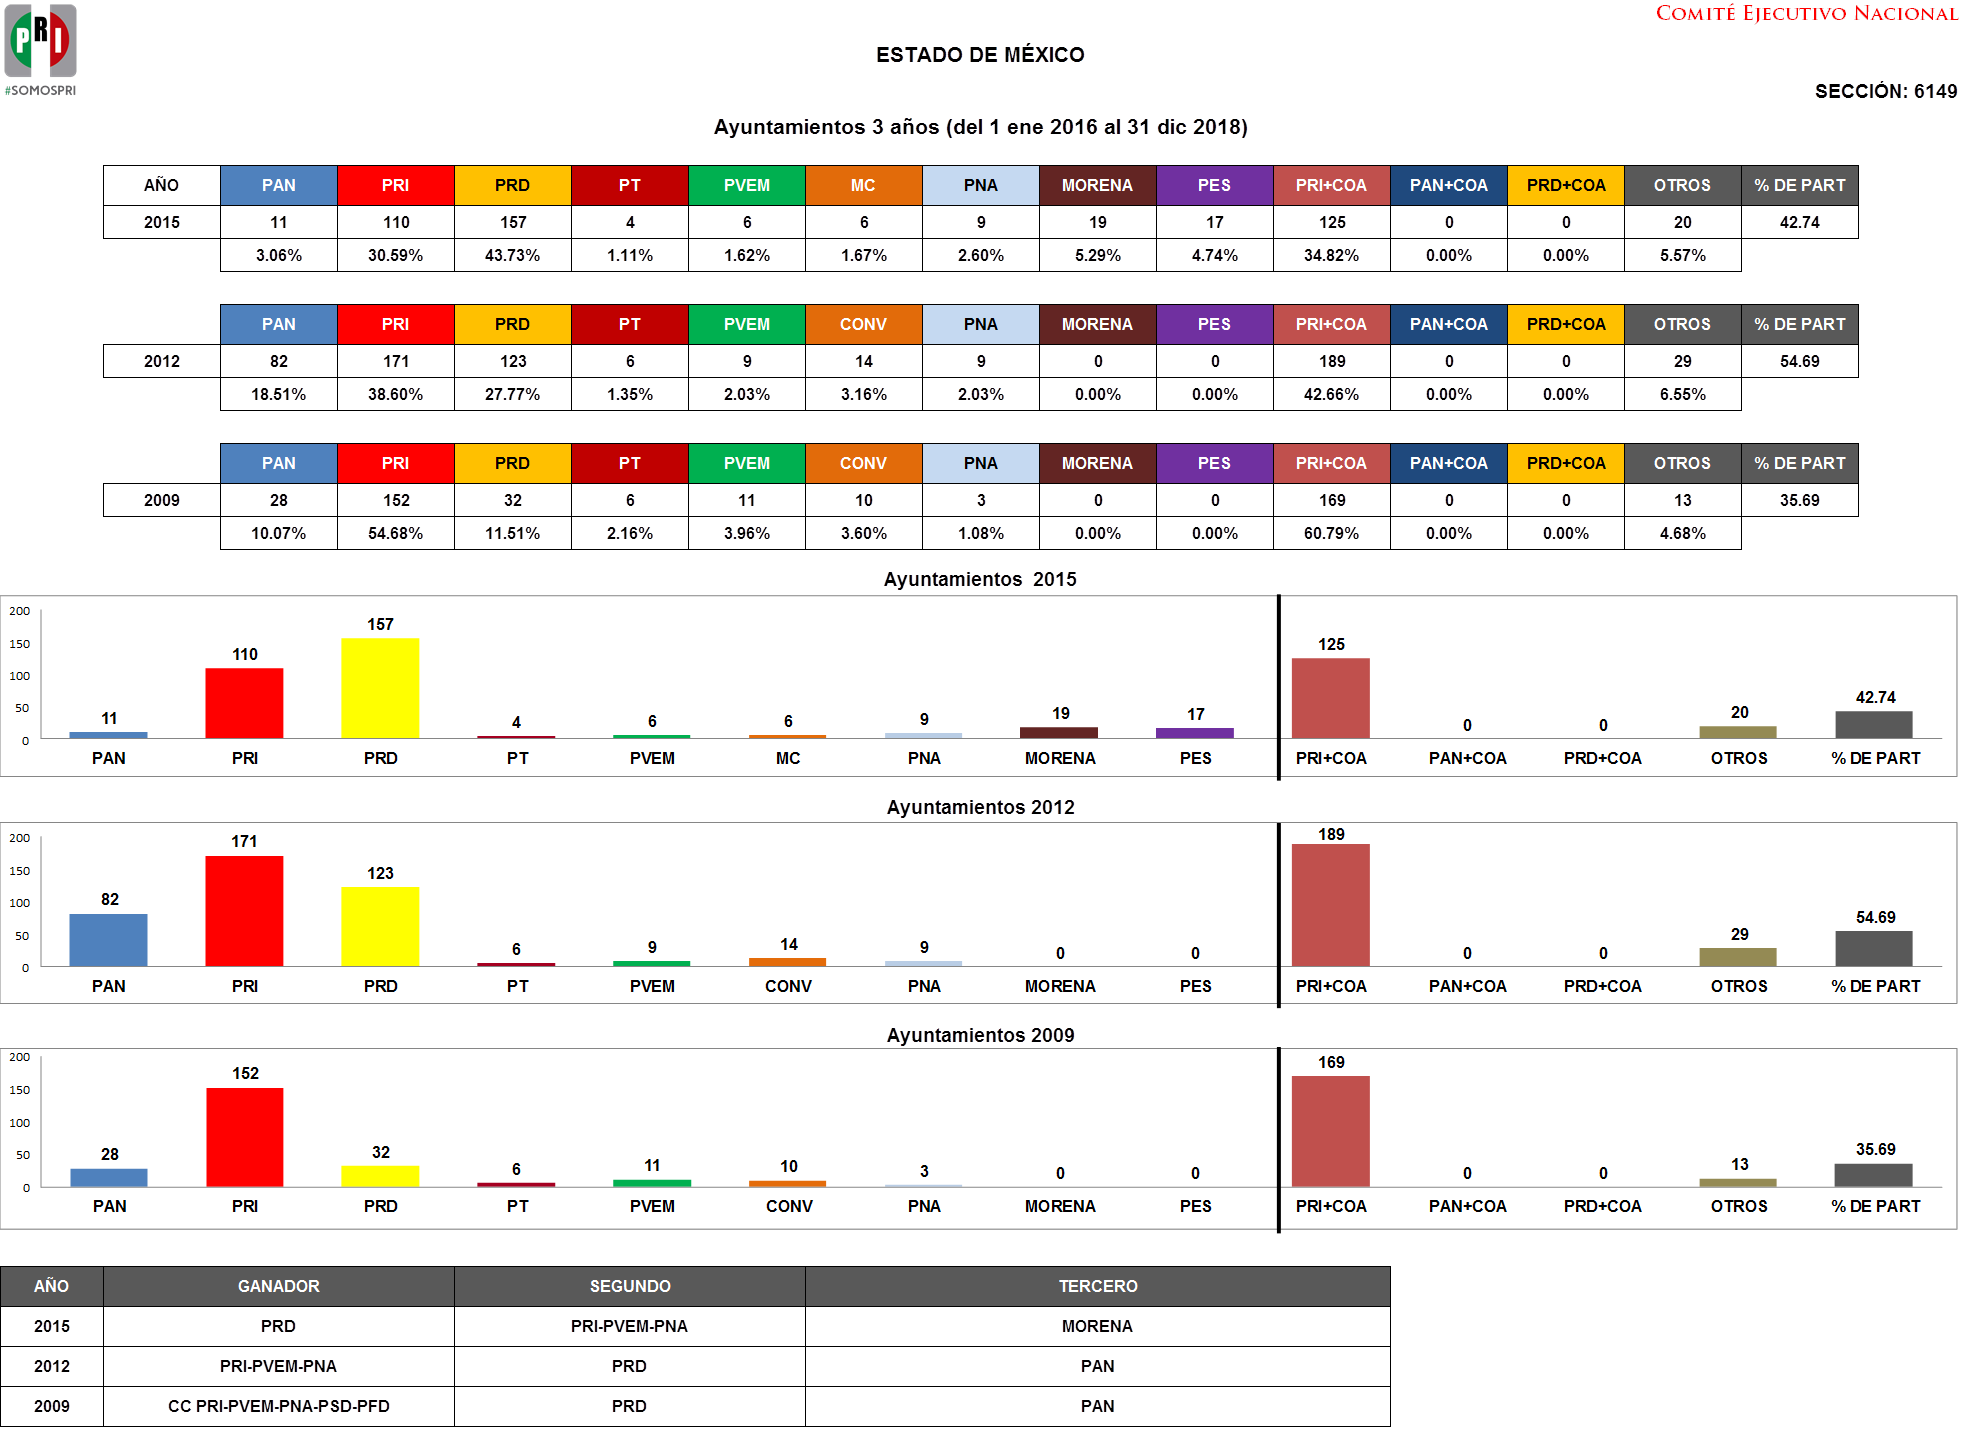 PRI
#SOMOSPRI
COMITÉ EJECUTIVO NACIONAL
ESTADO DE MÉXICO
SECCIÓN: 6149
Ayuntamientos 3 años (del 1 ene 2016 al 31 dic 2018)
AÑO PAN PRI PRD PT PVEM MC PNA MORENA PES PRI+COA PAN+COA PRD+COA OTROS % DE PART
2015 11 110 157 4 6 6 9 19 17 125 0 0 20 42.74
3.06% 30.59% 43.73% 1.11% 1.62% 1.67% 2.60% 5.29% 4.74% 34.82% 0.00% 0.00% 5.57%
PAN PRI PRD PT PVEM CONV PNA MORENA PES PRI+COA PAN+COA PRD+COA OTROS % DE PART
2012 82 171 123 6 9 14 9 0 0 189 0 0 29 54.69
18.51% 38.60% 27.77% 1.35% 2.03% 3.16% 2.03% 0.00% 0.00% 42.66% 0.00% 0.00% 6.55%
PAN PRI PRD PT PVEM CONV PNA MORENA PES PRI+COA PAN+COA PRD+COA OTROS % DE PART
2009 28 152 32 6 11 10 3 0 0 169 0 0 13 35.69
10.07% 54.68% 11.51% 2.16% 3.96% 3.60% 1.08% 0.00% 0.00% 60.79% 0.00% 0.00% 4.68%
Ayuntamientos 2015
200
150
100
50
0
11 110 157 4 6 6 9 19 17 125 0 0 20 42.74
PAN PRI PRD PT PVEM MC PNA MORENA PES PRI+COA PAN+COA PRD+COA OTROS % DE PART
Ayuntamientos 2012
200
150
100
50
0
82 171 123 6 9 14 9 0 0 189 0 0 29 54.69
PAN PRI PRD PT PVEM CONV PNA MORENA PES PRI+COA PAN+COA PRD+COA OTROS % DE PART
Ayuntamientos 2009
200
150
100
50
0
28 152 32 6 11 10 3 0 0 169 0 0 13 35.69
PAN PRI PRD PT PVEM CONV PNA MORENA PES PRI+COA PAN+COA PRD+COA OTROS % DE PART
AÑO GANADOR SEGUNDO TERCERO
2015 PRD PRI-PVEM-PNA MORENA
2012 PRI-PVEM-PNA PRD PAN
2009 CC PRI-PVEM-PNA-PSD-PFD PRD PAN